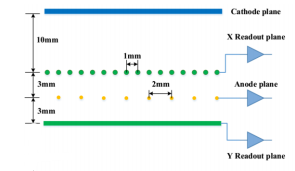 Cathode plane
10mm
X Readout plane
1mm
3mm
2mm
Anode plane
3mm
Y Readout plane